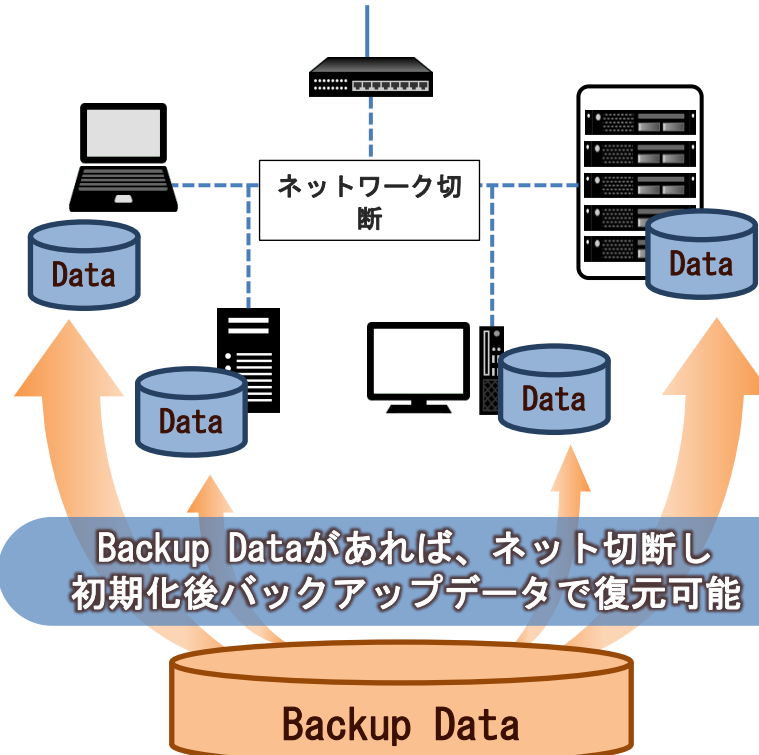 ネットワーク切
断
Data
Data
Data
Data
Backup Dataがあれば、ネット切断し
初期化後バックアップデータで復元可能
Backup Data